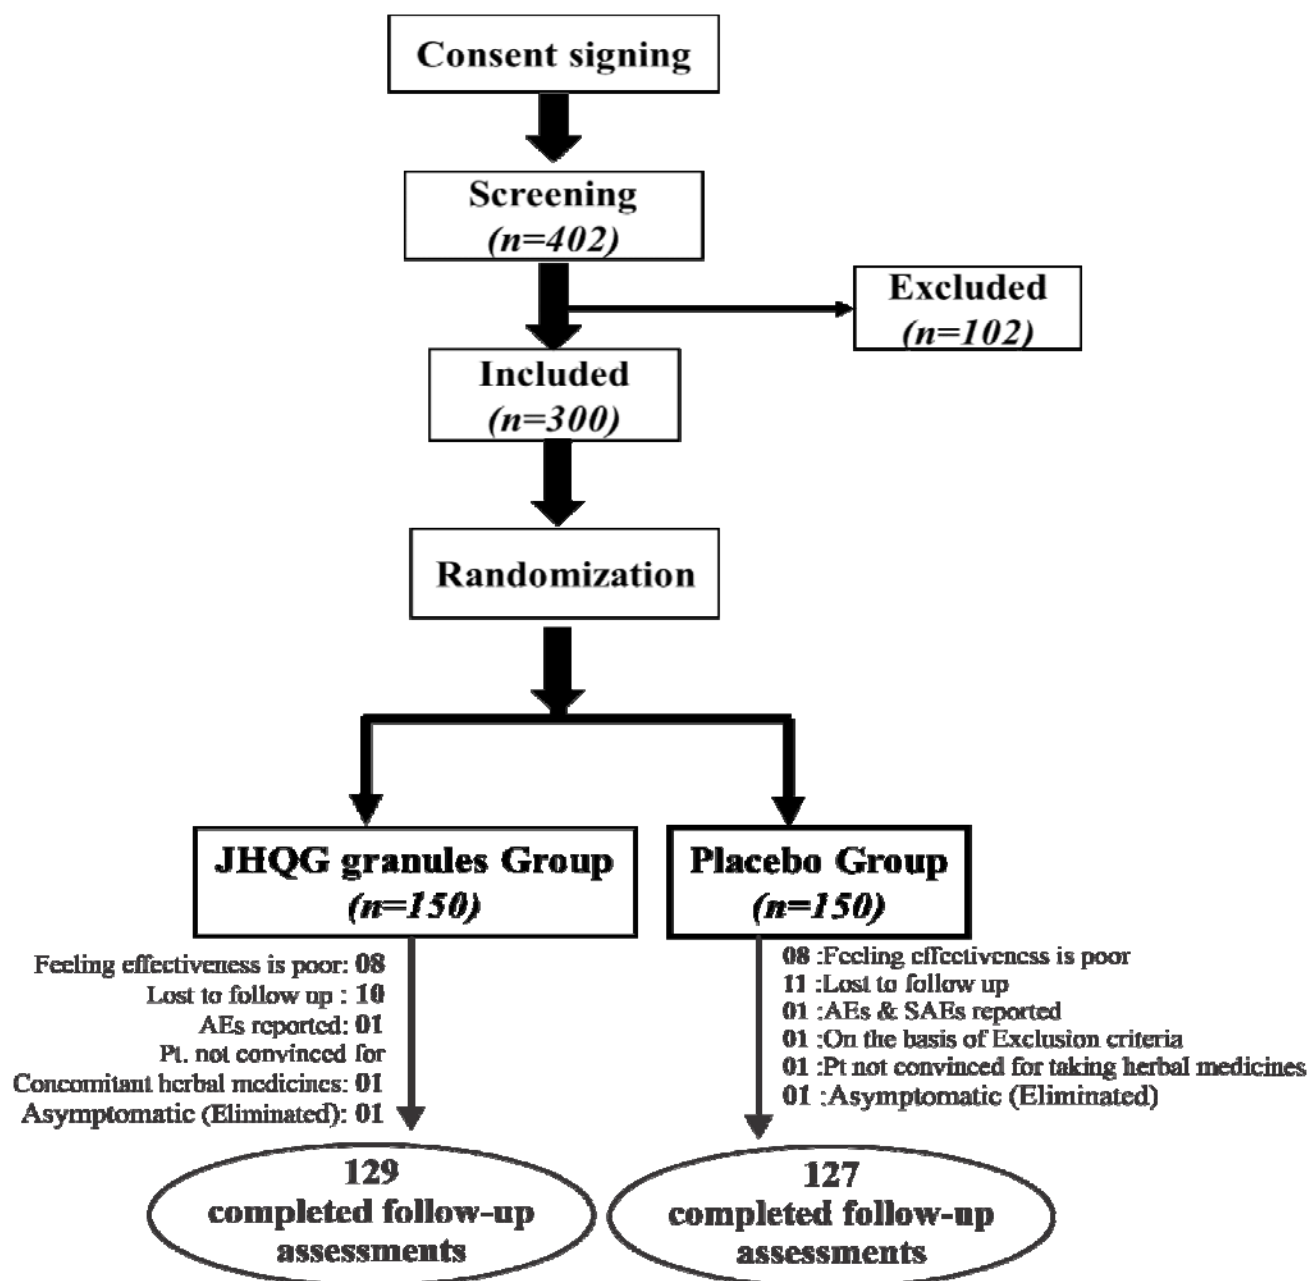 Consent signing
Screening
(n=402)
Excluded
(n=102)
Included
(n=300)
Randomization
JHQG granules Group
(n=150)
Placebo Group
(n=150)
Feeling effectiveness is poor: 08
Lost to follow up : 10
AEs reported: 01
Pt. not convinced for
Concomitant herbal medicines: 01
Asymptomatic (Eliminated): 01
08 :Feeling effectiveness is poor
11 :Lost to follow up
01 :AEs & SAEs reported
01 :On the basis of Exclusion criteria
01 :Pt not convinced for taking herbal medicines
01 :Asymptomatic (Eliminated)
129
completed follow-up
assessments
127
completed follow-up
assessments